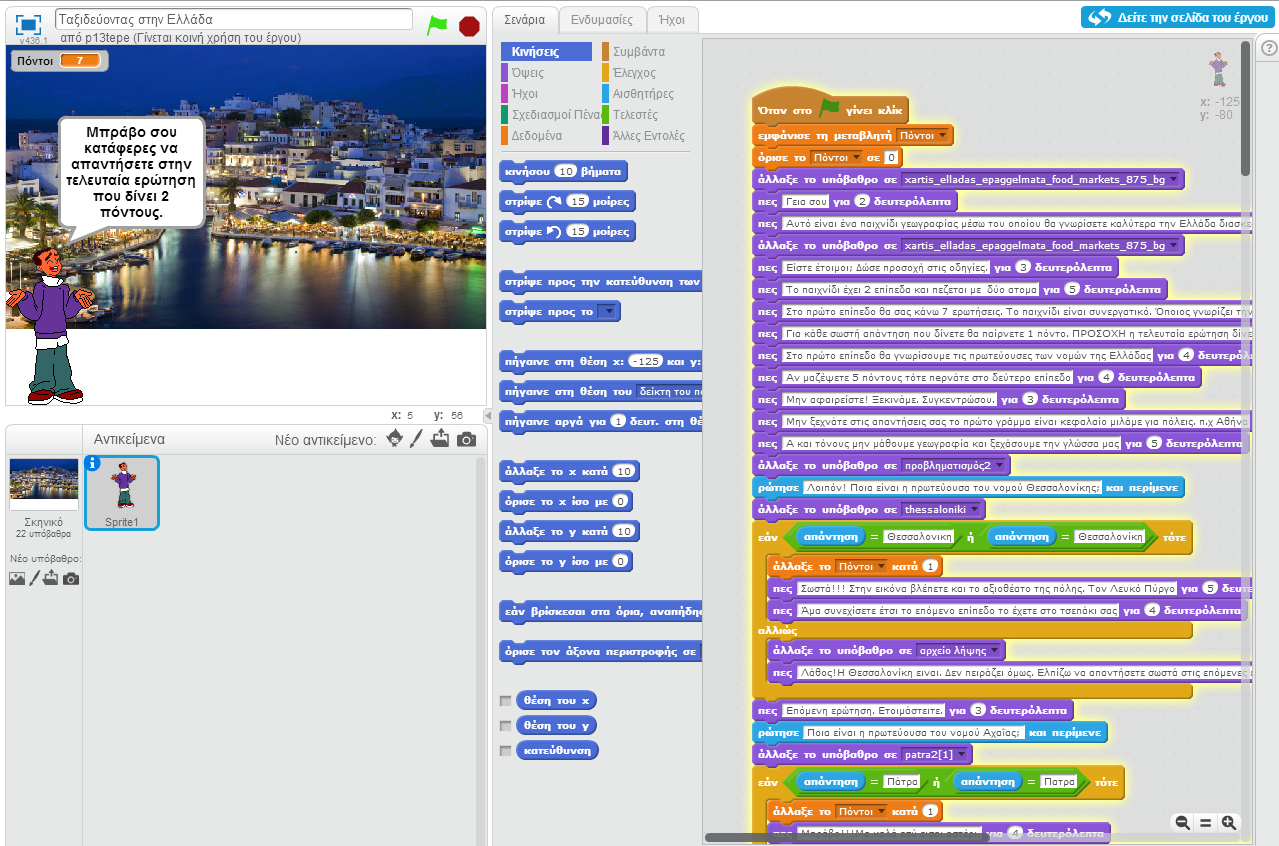 Ταξιδεύοντας στην Ελλάδα
από p13tepe (Γίνεται κοινή χρήση του έργου)
v436.1
Πόντοι 7
Μπράβο σου
κατάφερες να
απαντήσετε στην
τελευταία ερώτηση
που δίνει 2
πόντους.
x: 5 y: 56
Αντικείμενα
Νέο αντικείμενο:
Σκηνικό
22 υπόβαθρα
Sprite1
Νέο υπόβαθρο:
Σενάρια Ενδυμασίες Ήχοι
Δείτε την σελίδα του έργου
Κινήσεις Συμβάντα
Όψεις Έλεγχος
Ήχοι Αισθητήρες
Σχεδιασμοί Πένας Τελεστές
Δεδομένα Άλλες Εντολές
κινήσου 10 βήματα
στρίψε 15 μοίρες
στρίψε 15 μοίρες
στρίψε προς την κατεύθυνση των
στρίψε προς το
πήγαινε στη θέση x: -125 και y:
πήγαινε στη θέση του δείκτη του
πήγαινε αργά για 1 δευτ. στη
άλλαξε το x κατά 10
όρισε το x ίσο με 0
άλλαξε το y κατά 10
όρισε το y ίσο με 0
εάν βρίσκεσαι στα όρια,
όρισε τον άξονα περιστροφής σε
θέση του x
θέση του y
κατεύθυνση
x: -125
y: -80
Όταν στο γίνει κλίκ
εμφάνισε τη μεταβλητή Πόντοι
όρισε το Πόντοι σε 0
άλλαξε το υπόβαθρο σε xartis_elladas_epaggelmata_food_markets_875_bg
πες Γεια σου για 2 δευτερόλεπτα
πες Αυτό είναι ένα παιχνίδι γεωγραφίας μέσω του οποίου θα γνωρίσετε καλύτερα την Ελλάδα
άλλαξε το υπόβαθρο σε xartis_elladas_epaggelmata_food_markets_875_bg
πες Είστε έτοιμοι; Δώσε προσοχή στις οδηγίες. για 3 δευτερόλεπτα
πες Το παιχνίδι έχει 2 επίπεδα και πεζεται με δύο ατομα για 5 δευτερόλεπτα
πες Στο πρώτο επίπεδο θα σας κάνω 7 ερωτήσεις. Το παιχνίδι είναι συνεργατικό. Όποιος γνωρίζει
πες Για κάθε σωστή απάντηση που δίνετε θα παίρνετε 1 πόντο. ΠΡΟΣΟΧΗ η τελευταία ερώτηση
πες Στο πρώτο επίπεδο θα γνωρίσουμε τις πρωτεύουσες των νομών της Ελλάδας για 4
πες Αν μαζέψετε 5 πόντους τότε περνάτε στο δεύτερο επίπεδο για 4 δευτερόλεπτα
πες Μην αφαιρείστε! Ξεκινάμε. Συγκεντρώσου. για 3 δευτερόλεπτα
πες Μην ξεχνάτε στις απαντήσεις σας το πρώτο γράμμα είναι κεφαλαίο μιλάμε για πόλεις. π.χ Αθήνα
πες Α και τόνους μην μάθουμε γεωγραφία και ξεχάσουμε την γλώσσα μας για 5 δευτερόλεπτα
άλλαξε το υπόβαθρο σε προβληματισμός2
ρώτησε Λοιπόν! Ποια είναι η πρωτεύουσα του νομού Θεσσαλονίκης; και περίμενε
άλλαξε το υπόβαθρο σε thessaloniki
εάν απάντηση = Θεσσαλονικη ή απάντηση = Θεσσαλονίκη τότε
άλλαξε το Πόντοι κατά 1
πες Σωστά!!! Στην εικόνα βλέπετε και το αξιοθέατο της πόλης. Τον Λευκό Πύργο για 5
πες Άμα συνεχίσετε έτσι το επόμενο επίπεδο το έχετε στο τσεπάκι σας για 4 δευτερόλεπτα
αλλιώς
άλλαξε το υπόβαθρο σε αρχείο λήψης
πες Λάθος!Η Θεσσαλονίκη ειναι. Δεν πειράζει όμως. Ελπίζω να απαντήσετε σωστά στις επόμενες
πες Επόμενη ερώτηση. Ετοιμάστειτε. για 3 δευτερόλεπτα
ρώτησε Ποια είναι η πρωτεύουσα του νομού Αχαΐας; και περίμενε
άλλαξε το υπόβαθρο σε patra2[1]
εάν απάντηση = Πάτρα ή απάντηση = Πατρα τότε
άλλαξε το Πόντοι κατά 1
πες για 4 δευτερόλεπτα